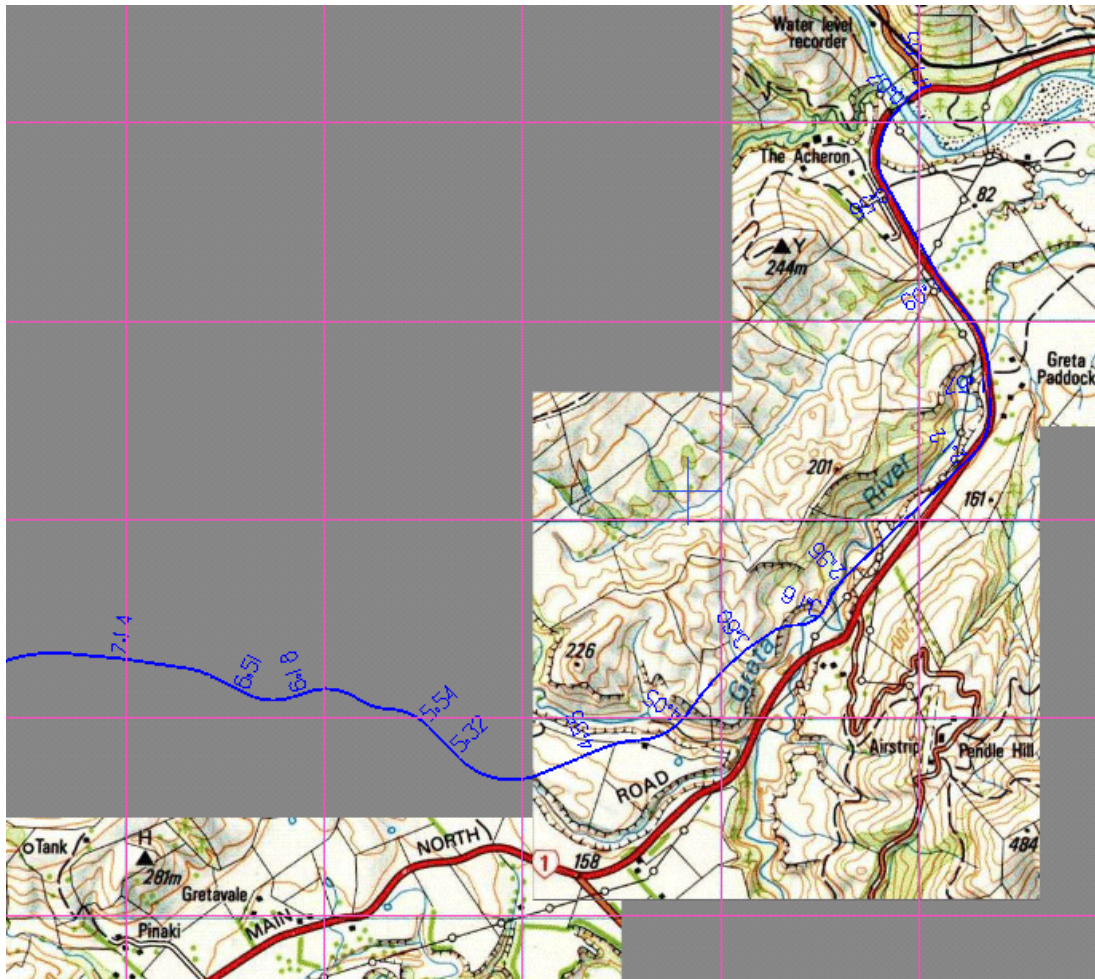 Water level
recorder
The Acheron
82
Y
244m
Greta
Paddock
201
River
161
2.96
3.16
3.68
Greta
226
200
4.05
4.53
7.14
6.51
6.18
5.54
5.32
Airstrip
Pendle Hill
ROAD
484
NORTH
1
158
H
Tank
281m
Gretavale
MAIN
Pinaki